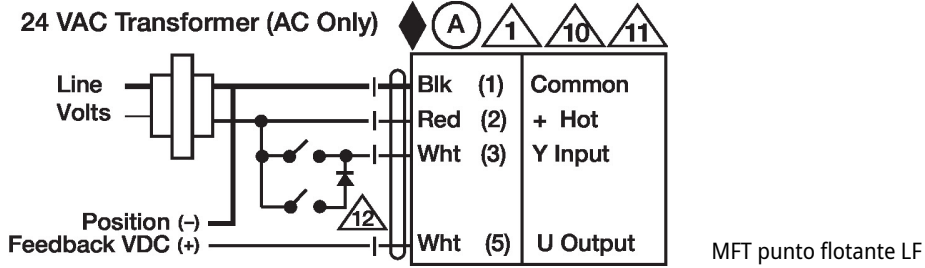 24 VAC Transformer (AC Only)
A 1 10 11
Line
Volts
Blk (1) Common
Red (2) + Hot
Wht (3) Y Input
12
Position (–)
Feedback VDC (+)
Wht (5) U Output
MFT punto flotante LF